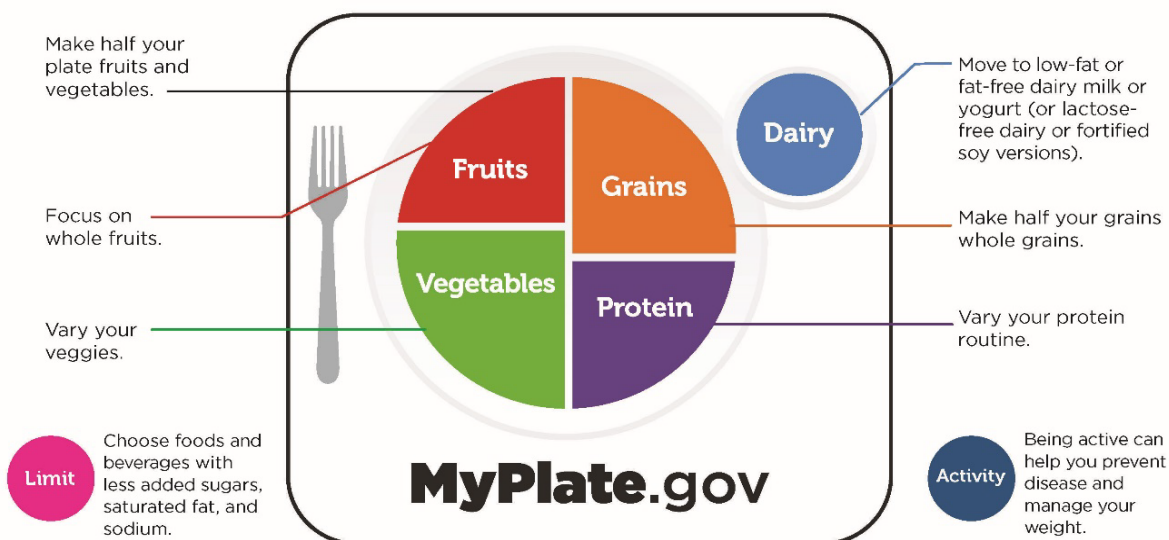 Make half your
plate fruits and
vegetables.
Focus on
whole fruits.
Vary your
veggies.
Fruits
Grains
Vegetables
Protein
Dairy
Move to low-fat or
fat-free dairy milk or
yogurt (or lactose-
free dairy or fortified
soy versions).
Make half your grains
whole grains.
Vary your protein
routine.
Limit
Choose foods and
beverages with
less added sugars,
saturated fat, and
sodium.
MyPlate.gov
Activity
Being active can
help you prevent
disease and
manage your
weight.